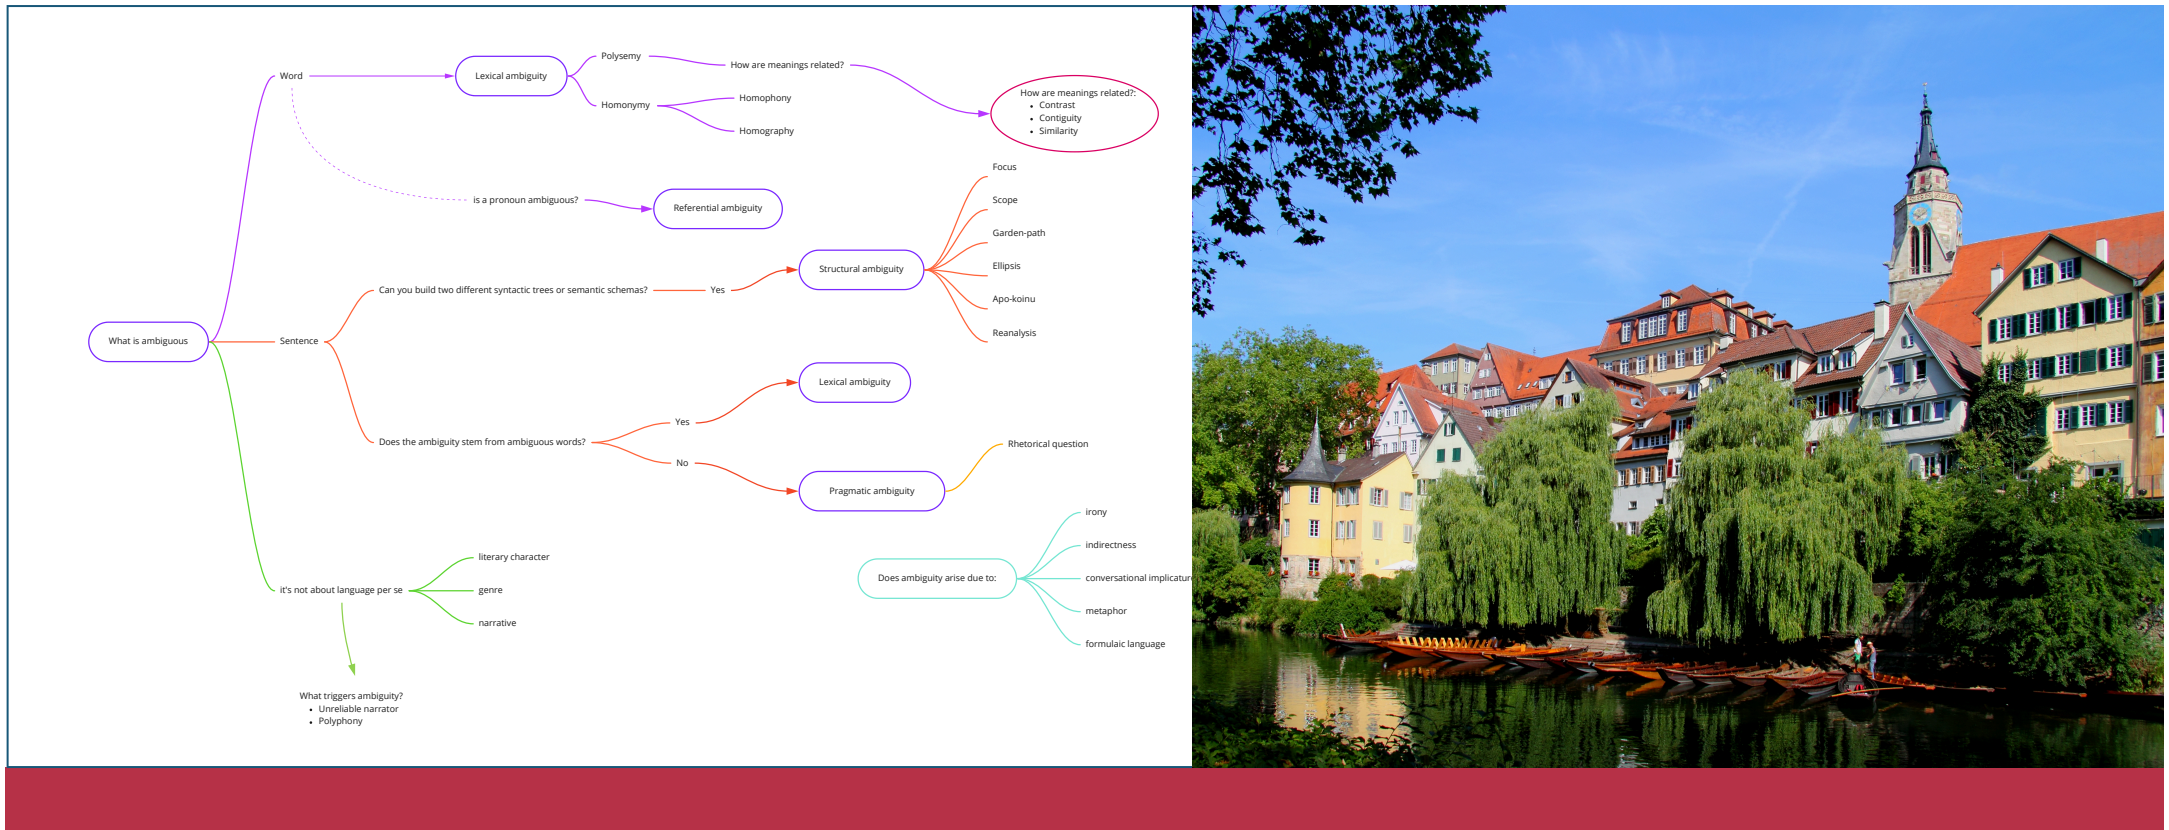 What is ambiguous
Word
Lexical ambiguity
Polysemy
How are meanings related?
How are meanings related?:
• Contrast
• Contiguity
• Similarity
Homonymy
Homophony
Homography
is a pronoun ambiguous?
Referential ambiguity
Sentence
Can you build two different syntactic trees or semantic schemas?
Yes
Structural ambiguity
Focus
Scope
Garden-path
Ellipsis
Apo-koinu
Reanalysis
Does the ambiguity stem from ambiguous words?
Yes
Lexical ambiguity
No
Pragmatic ambiguity
Rhetorical question
Does ambiguity arise due to:
irony
indirectness
conversational implicature
metaphor
formulaic language
it's not about language per se
literary character
genre
narrative
What triggers ambiguity?
• Unreliable narrator
• Polyphony